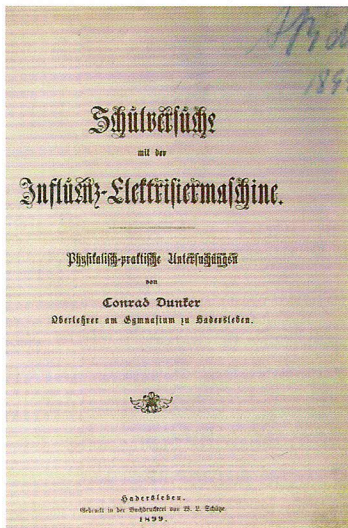 189
Schulversuche
mit der
Influenz-Elektrisiermaschine.
Physikalisch-praktische Untersuchungen
von
Conrad Dunker
Oberlehrer am Gymnasium zu Hadersleben.
Hadersleben.
Gedruckt in der Buchdruckerei von W. L. Schütze.
1899.